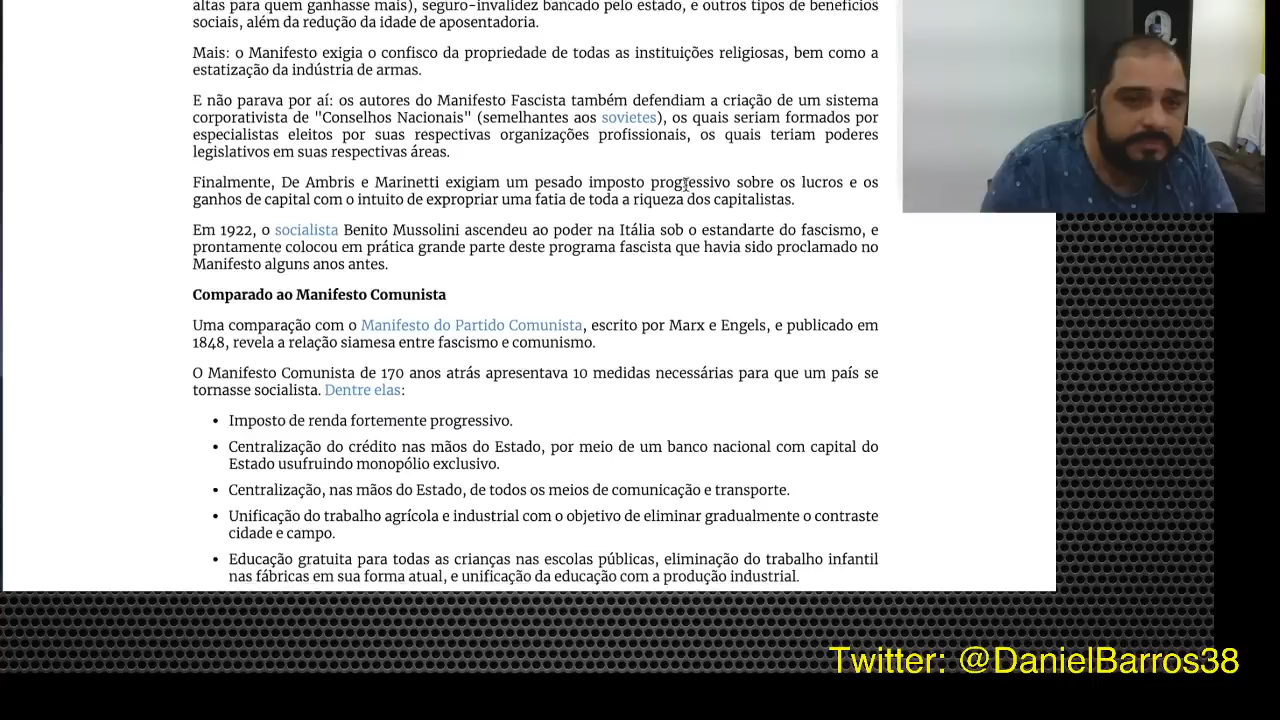 altas para quem ganhasse mais), seguro-invalidez bancado pelo estado, e outros tipos de benefícios
sociais, além da redução da idade de aposentadoria.
Mais: o Manifesto exigia o confisco da propriedade de todas as instituições religiosas, bem como a
estatização da indústria de armas.
E não parava por aí: os autores do Manifesto Fascista também defendiam a criação de um sistema
corporativista de "Conselhos Nacionais" (semelhantes aos sovietes), os quais seriam formados por
especialistas eleitos por suas respectivas organizações profissionais, os quais teriam poderes
legislativos em suas respectivas áreas.
Finalmente, De Ambris e Marinetti exigiam um pesado imposto progressivo sobre os lucros e os
ganhos de capital com o intuito de expropriar uma fatia de toda a riqueza dos capitalistas.
Em 1922, o socialista Benito Mussolini ascendeu ao poder na Itália sob o estandarte do fascismo, e
prontamente colocou em prática grande parte deste programa fascista que havia sido proclamado no
Manifesto alguns anos antes.
Comparado ao Manifesto Comunista
Uma comparação com o Manifesto do Partido Comunista, escrito por Marx e Engels, e publicado em
1848, revela a relação siamesa entre fascismo e comunismo.
O Manifesto Comunista de 170 anos atrás apresentava 10 medidas necessárias para que um país se
tornasse socialista. Dentre elas:
• Imposto de renda fortemente progressivo.
• Centralização do crédito nas mãos do Estado, por meio de um banco nacional com capital do
Estado usufruindo monopólio exclusivo.
• Centralização, nas mãos do Estado, de todos os meios de comunicação e transporte.
• Unificação do trabalho agrícola e industrial com o objetivo de eliminar gradualmente o contraste
cidade e campo.
• Educação gratuita para todas as crianças nas escolas públicas, eliminação do trabalho infantil
nas fábricas em sua forma atual, e unificação da educação com a produção industrial.
Twitter: @DanielBarros38